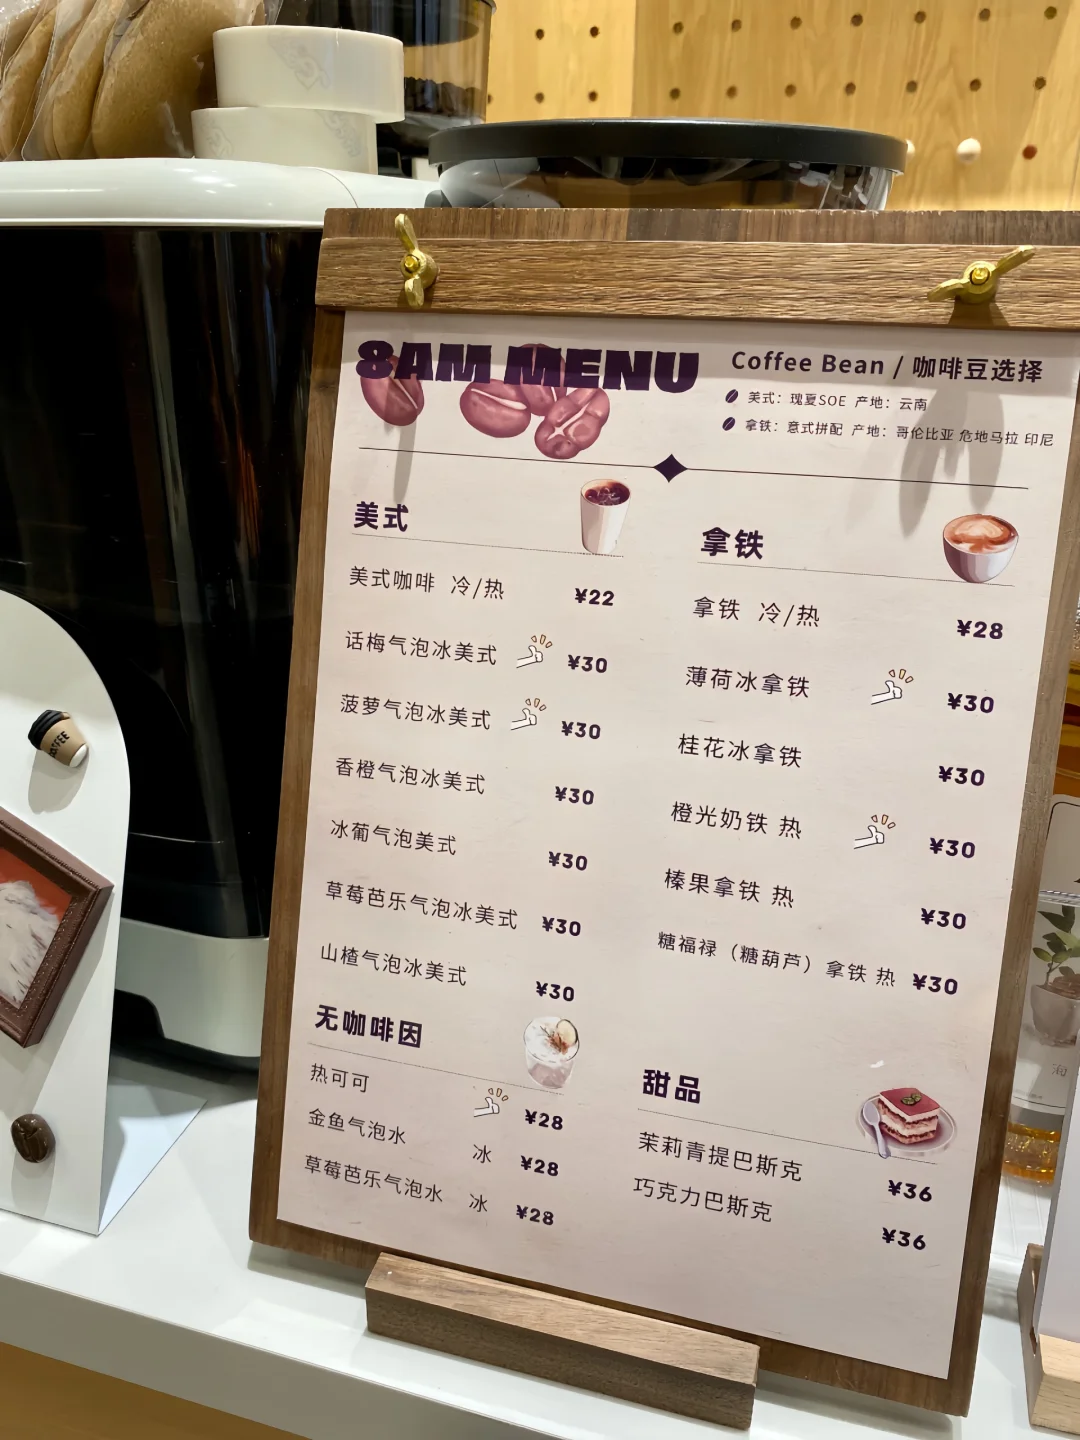 8AM MENU
Coffee Bean / 咖啡豆选择
美式：瑰夏SOE 产地：云南
拿铁：意式拼配 产地：哥伦比亚 危地马拉 印尼
美式
美式咖啡 冷/热 ¥22
话梅气泡冰美式 ¥30
菠萝气泡冰美式 ¥30
香橙气泡冰美式 ¥30
冰葡气泡美式 ¥30
草莓芭乐气泡冰美式 ¥30
山楂气泡冰美式 ¥30
无咖啡因
热可可 ¥28
金鱼气泡水 冰 ¥28
草莓芭乐气泡水 冰 ¥28
拿铁
拿铁 冷/热 ¥28
薄荷冰拿铁 ¥30
桂花冰拿铁 ¥30
橙光奶铁 热 ¥30
榛果拿铁 热 ¥30
糖福禄（糖葫芦）拿铁 热 ¥30
甜品
茉莉青提巴斯克 ¥36
巧克力巴斯克 ¥36
COFFEE